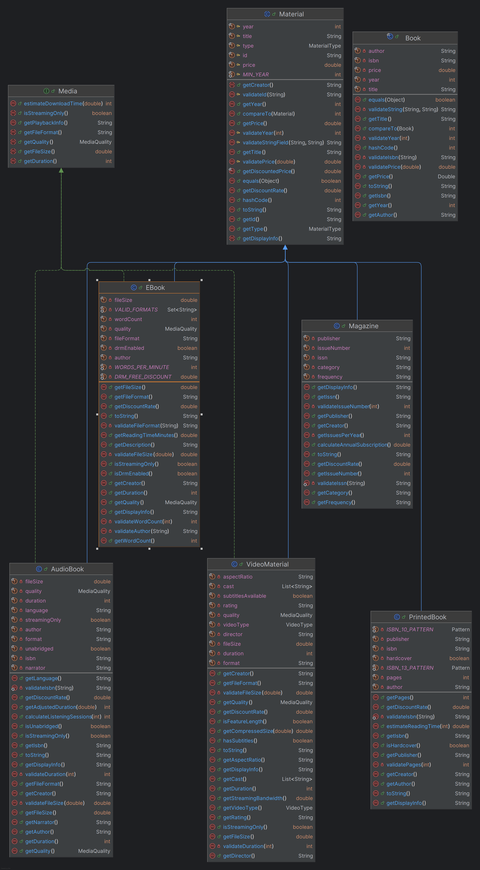 Material
year int
title String
type MaterialType
id String
price double
MIN_YEAR int
getCreator() String
validateId(String) String
getYear() int
compareTo(Material) int
getPrice() double
validateYear(int) int
validateStringField(String, String) String
getTitle() String
validatePrice(double) double
getDiscountedPrice() double
equals(Object) boolean
getDiscountRate() double
hashCode() int
toString() String
getId() String
getType() MaterialType
getDisplayInfo() String
Book
author String
isbn String
price double
year int
title String
equals(Object) boolean
validateString(String, String) String
getTitle() String
compareTo(Book) int
validateYear(int) int
hashCode() int
validateIsbn(String) String
validatePrice(double) double
getPrice() Double
toString() String
getIsbn() String
getYear() int
getAuthor() String
Media
estimateDownloadTime(double) int
isStreamingOnly() boolean
getPlaybackInfo() String
getFileFormat() String
getQuality() MediaQuality
getFileSize() double
getDuration() int
EBook
fileSize double
VALID_FORMATS Set<String>
wordCount int
quality MediaQuality
fileFormat String
drmEnabled boolean
author String
WORDS_PER_MINUTE int
DRM_FREE_DISCOUNT double
getFileSize() double
getFileFormat() String
getDiscountRate() double
toString() String
validateFileFormat(String) String
getReadingTimeMinutes() double
getDescription() String
validateFileSize(double) double
isStreamingOnly() boolean
isDrmEnabled() boolean
getCreator() String
getDuration() int
getQuality() MediaQuality
getDisplayInfo() String
validateWordCount(int) int
validateAuthor(String) String
getWordCount() int
Magazine
publisher String
issueNumber int
issn String
category String
frequency String
getDisplayInfo() String
getIssn() String
validateIssueNumber(int) int
getPublisher() String
getCreator() String
getIssuesPerYear() int
calculateAnnualSubscription() double
toString() String
getDiscountRate() double
getIssueNumber() int
validateIssn(String) String
getCategory() String
getFrequency() String
AudioBook
fileSize double
quality MediaQuality
duration int
language String
streamingOnly boolean
author String
format String
unabridged boolean
isbn String
narrator String
getLanguage() String
validateIsbn(String) String
getDiscountRate() double
getAdjustedDuration(double) int
calculateListeningSessions(int) int
isUnabridged() boolean
isStreamingOnly() boolean
getIsbn() String
toString() String
getDisplayInfo() String
validateDuration(int) int
getFileFormat() String
getCreator() String
validateFileSize(double) double
getFileSize() double
getNarrator() String
getAuthor() String
getDuration() int
getQuality() MediaQuality
VideoMaterial
aspectRatio String
cast List<String>
subtitlesAvailable boolean
rating String
quality MediaQuality
videoType VideoType
director String
fileSize double
duration int
format String
getCreator() String
getFileFormat() String
validateFileSize(double) double
getQuality() MediaQuality
getDiscountRate() double
isFeatureLength() boolean
getCompressedSize(double) double
hasSubtitles() boolean
toString() String
getAspectRatio() String
getDisplayInfo() String
getCast() List<String>
getDuration() int
getStreamingBandwidth() double
getVideoType() VideoType
getRating() String
isStreamingOnly() boolean
getFileSize() double
validateDuration(int) int
getDirector() String
PrintedBook
ISBN_10_PATTERN Pattern
publisher String
isbn String
hardcover boolean
ISBN_13_PATTERN Pattern
pages int
author String
getPages() int
getDiscountRate() double
validateIsbn(String) String
estimateReadingTime(int) double
getIsbn() String
isHardcover() boolean
getPublisher() String
validatePages(int) int
getCreator() String
getAuthor() String
toString() String
getDisplayInfo() String